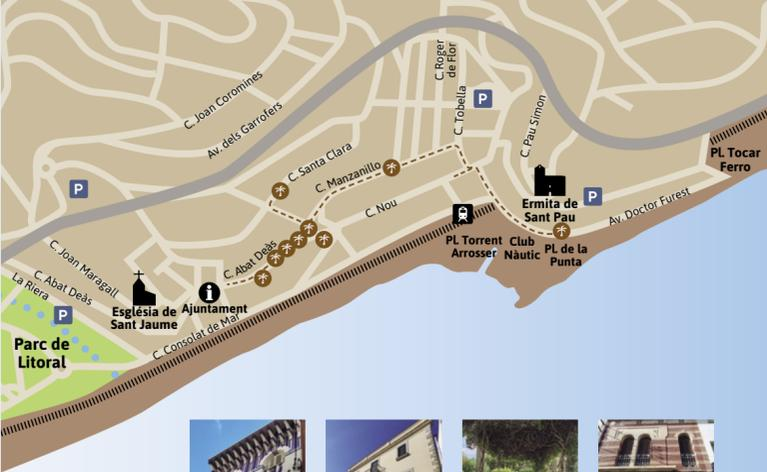 C. Roger
de Flor
C. Joan Coromines
P
C. Tobella
Av. dels Garrofers
C. Pau Simon
C. Santa Clara
Pl. Tocar
Ferro
C. Manzanillo
P
P
Ermita de
Sant Pau
Av. Doctor Furest
C. Nou
Pl. Torrent
Arrosser
Club
Nàutic
Pl. de la
Punta
C. Joan Maragall
C. Abat Deàs
C. Abat Deàs
La Riera
i
Ajuntament
Església de
Sant Jaume
P
C. Consolat de Mar
Parc de
Litoral